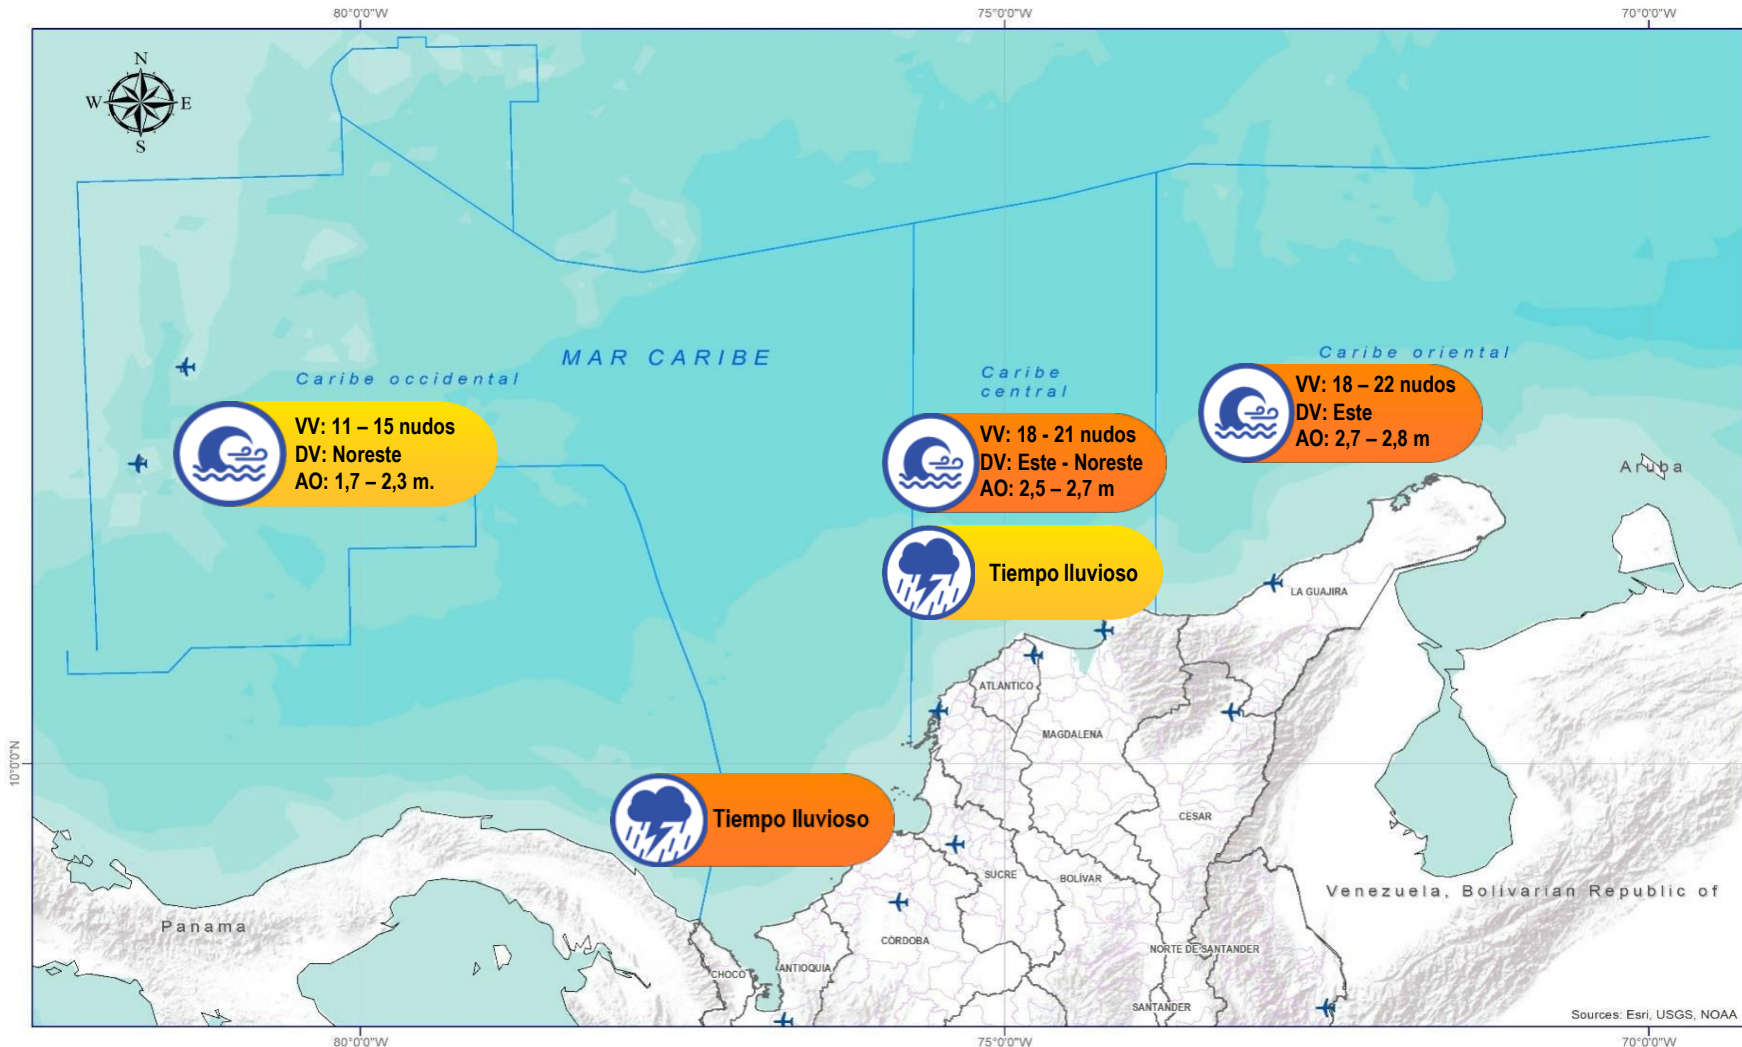 80°0'0"W
75°0'0"W
70°0'0"W
N
W
E
S
MAR CARIBE
Caribe occidental
Caribe
central
Caribe oriental
VV: 11 – 15 nudos
DV: Noreste
AO: 1,7 – 2,3 m.
VV: 18 - 21 nudos
DV: Este - Noreste
AO: 2,5 – 2,7 m
VV: 18 – 22 nudos
DV: Este
AO: 2,7 – 2,8 m
Aruba
Tiempo lluvioso
LA GUAJIRA
ATLÁNTICO
MAGDALENA
10°0'0"N
Tiempo lluvioso
CESAR
SUCRE
BOLÍVAR
Venezuela, Bolivarian Republic of
Panama
CÓRDOBA
NORTE DE SANTANDER
CHOCO
ANTIOQUIA
SANTANDER
Sources: Esri, USGS, NOAA
80°0'0"W
75°0'0"W
70°0'0"W